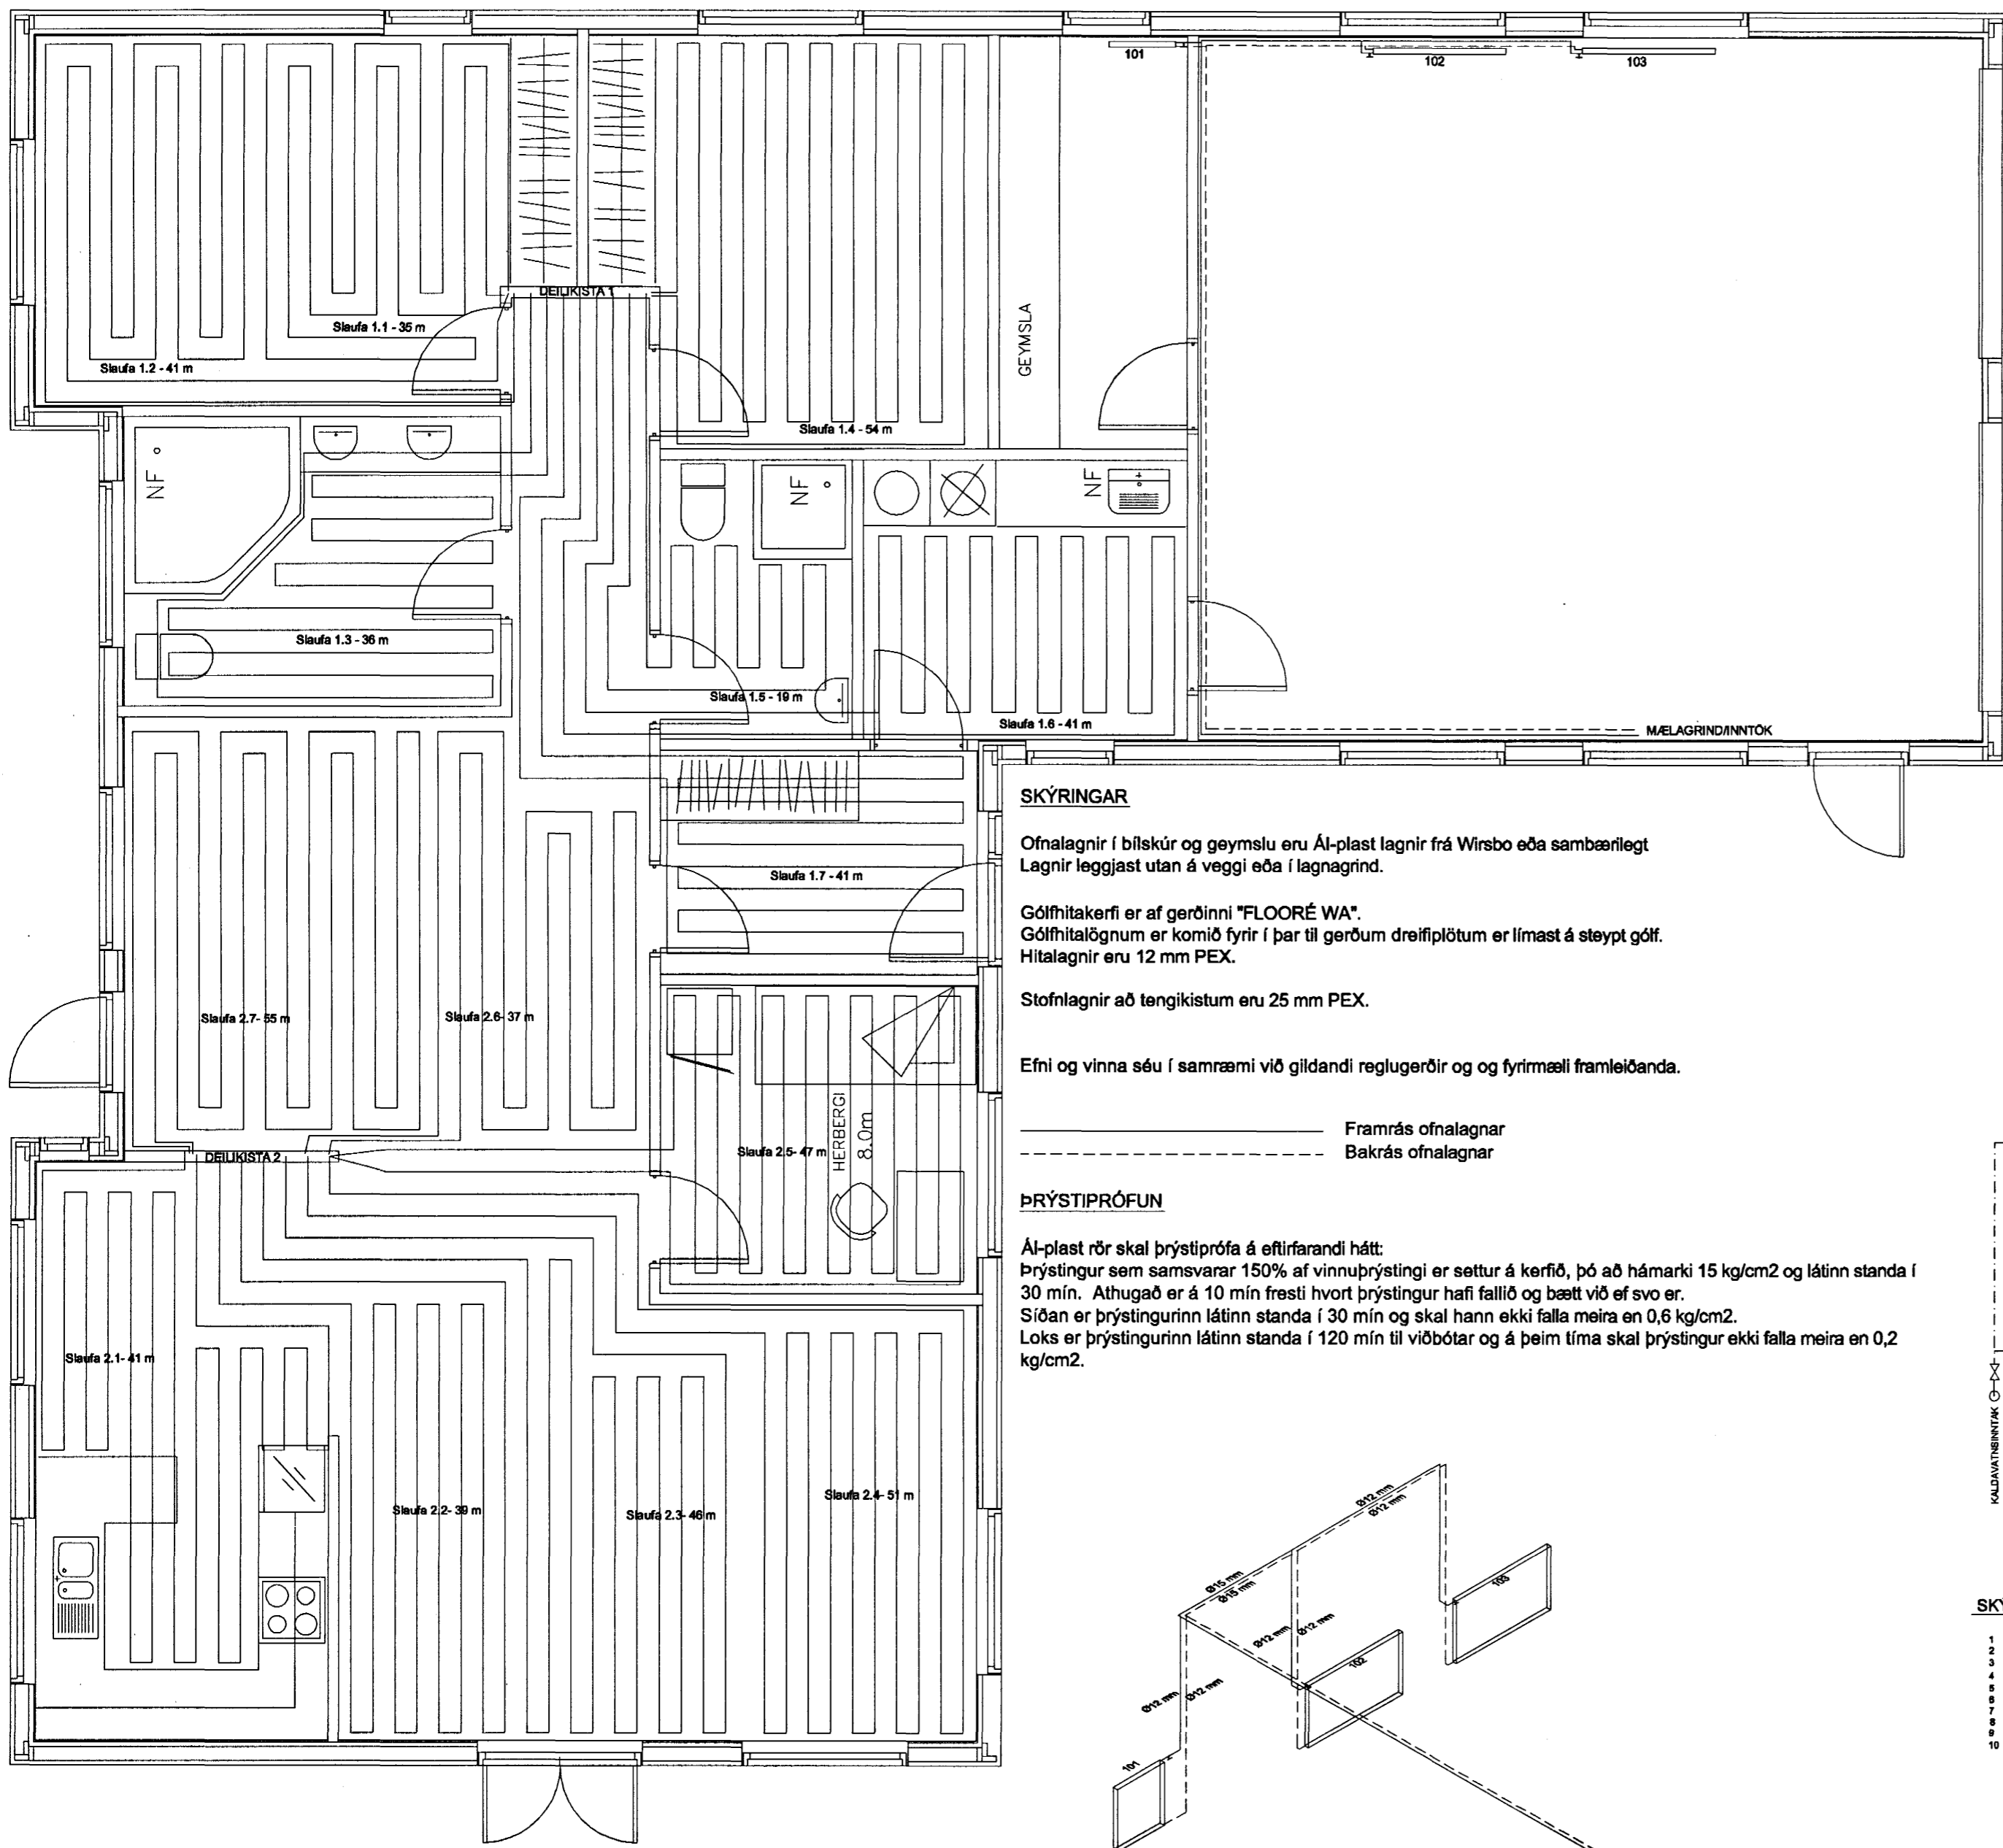 101
102
103
DEILIKISTA 1
Slaufa 1.1 - 35 m
Slaufa 1.2 - 41 m
GEYMSLA
Slaufa 1.4 - 54 m
NF
NF
NF
Slaufa 1.3 - 36 m
Slaufa 1.5 - 19 m
Slaufa 1.6 - 41 m
MÆLAGRIND/INNTÖK
Slaufa 1.7 - 41 m
Slaufa 2.7- 55 m
Slaufa 2.6- 37 m
DEILIKISTA 2
Slaufa 2.5- 47 m
HERBERGI
8.0m
Slaufa 2.1- 41 m
Slaufa 2.2- 39 m
Slaufa 2.3- 46 m
Slaufa 2.4- 51 m
SKÝRINGAR
Ofnalagnir í bílskúr og geymslu eru Ál-plast lagnir frá Wirsbo eða sambærilegt
Lagnir leggjast utan á veggi eða í lagnagrind.
Gólfhitakerfi er af gerðinni "FLOORÉ WA".
Gólfhitalögnum er komið fyrir í þar til gerðum dreifiplötum er límast á steypt gólf.
Hitalagnir eru 12 mm PEX.
Stofnlagnir að tengikistum eru 25 mm PEX.
Efni og vinna séu í samræmi við gildandi reglugerðir og og fyrirmæli framleiðanda.
Framrás ofnalagnar
Bakrás ofnalagnar
ÞRÝSTIPRÓFUN
Ál-plast rör skal þrýstiprófa á eftirfarandi hátt:
Þrýstingur sem samsvarar 150% af vinnuþrýstingi er settur á kerfið, þó að hámarki 15 kg/cm2 og látinn standa í
30 mín. Athugað er á 10 mín fresti hvort þrýstingur hafi fallið og bætt við ef svo er.
Síðan er þrýstingurinn látinn standa í 30 mín og skal hann ekki falla meira en 0,6 kg/cm2.
Loks er þrýstingurinn látinn standa í 120 mín til viðbótar og á þeim tíma skal þrýstingur ekki falla meira en 0,2
kg/cm2.
KALDAVATNSINNTAK
Ø12 mm
Ø12 mm
Ø15 mm
Ø15 mm
Ø12 mm
Ø12 mm
Ø12 mm
Ø12 mm
101
102
103
SKÝ
1
2
3
4
5
6
7
8
9
10